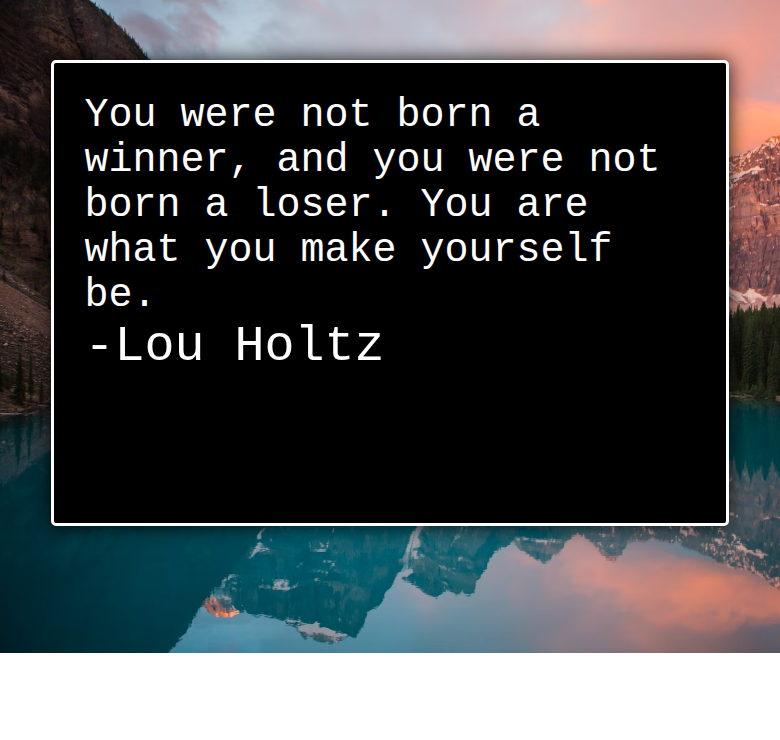 You were not born a
winner, and you were not
born a loser. You are
what you make yourself
be.
-Lou Holtz